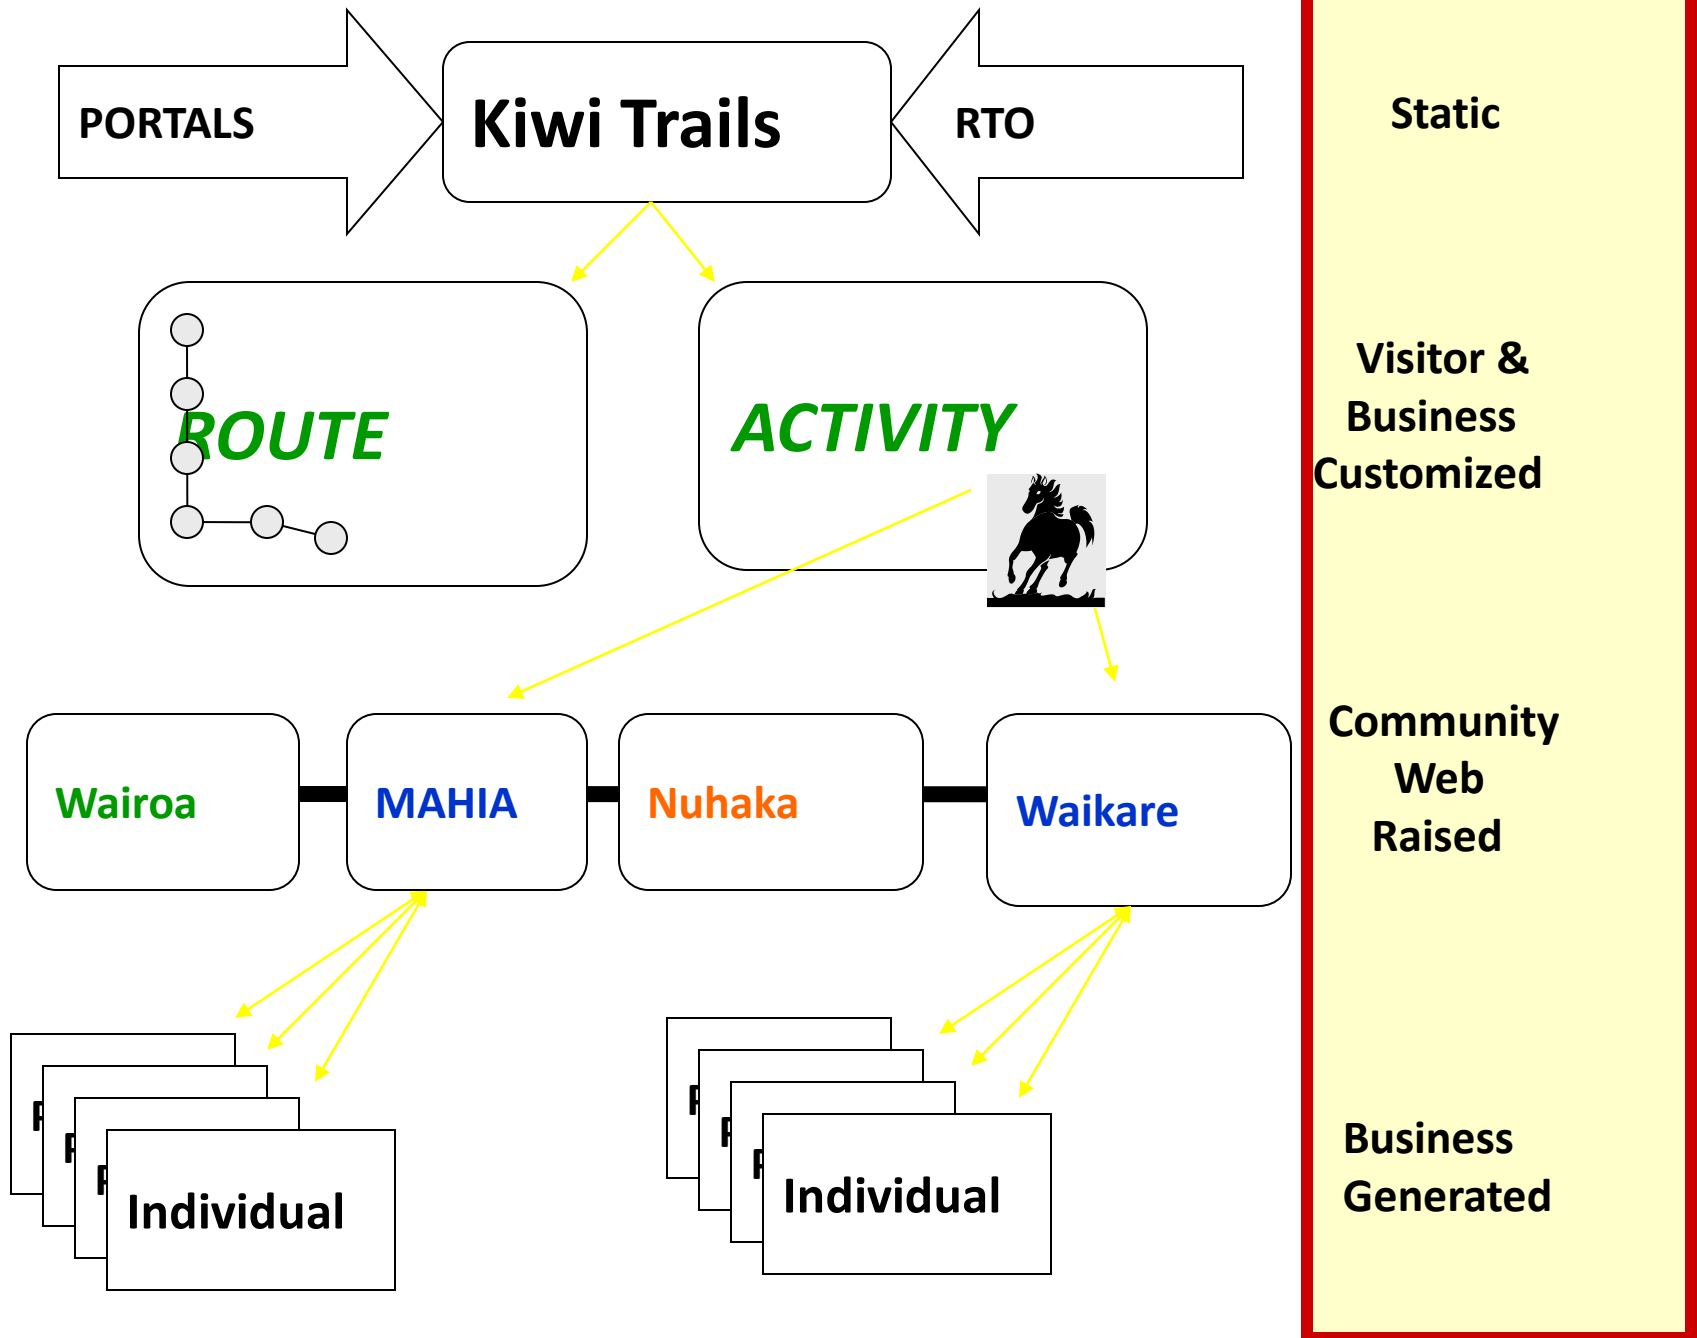 PORTALS
Kiwi Trails
RTO
Static
ROUTE
ACTIVITY
Visitor &
Business
Customized
Wairoa
MAHIA
Nuhaka
Waikare
Community
Web
Raised
Individual
Individual
Business
Generated